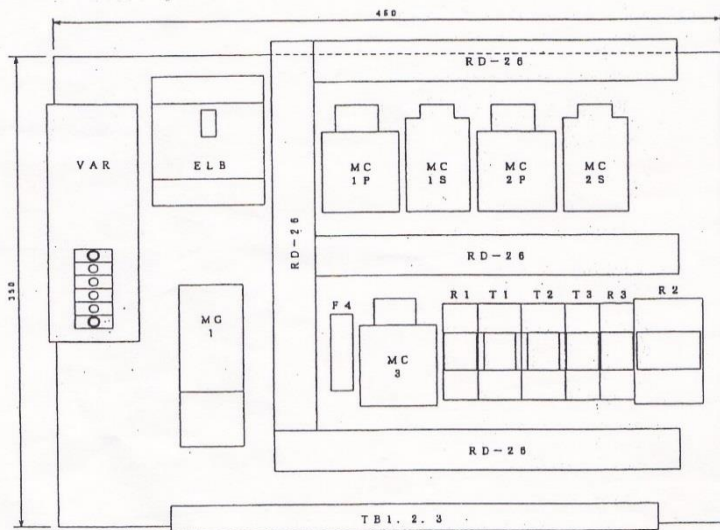 450
RD-26
350
VAR
ELB
MC
1P
MC
1S
MC
2P
MC
2S
RD-26
RD-26
F4
R1
T1
T2
T3
R3
R2
MG
1
MC
3
RD-26
TB1. 2. 3